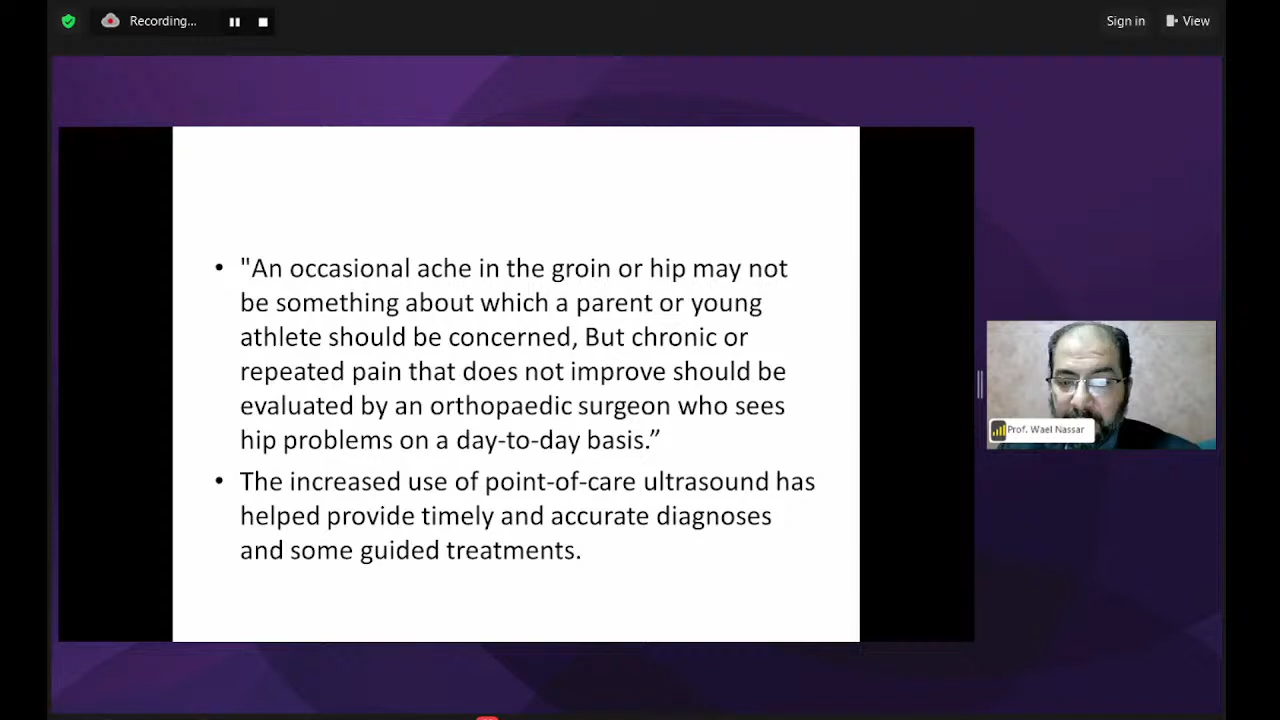 Recording...
Sign in
View
• "An occasional ache in the groin or hip may not
be something about which a parent or young
athlete should be concerned, But chronic or
repeated pain that does not improve should be
evaluated by an orthopaedic surgeon who sees
hip problems on a day-to-day basis.”
• The increased use of point-of-care ultrasound has
helped provide timely and accurate diagnoses
and some guided treatments.
Prof. Wael Nassar